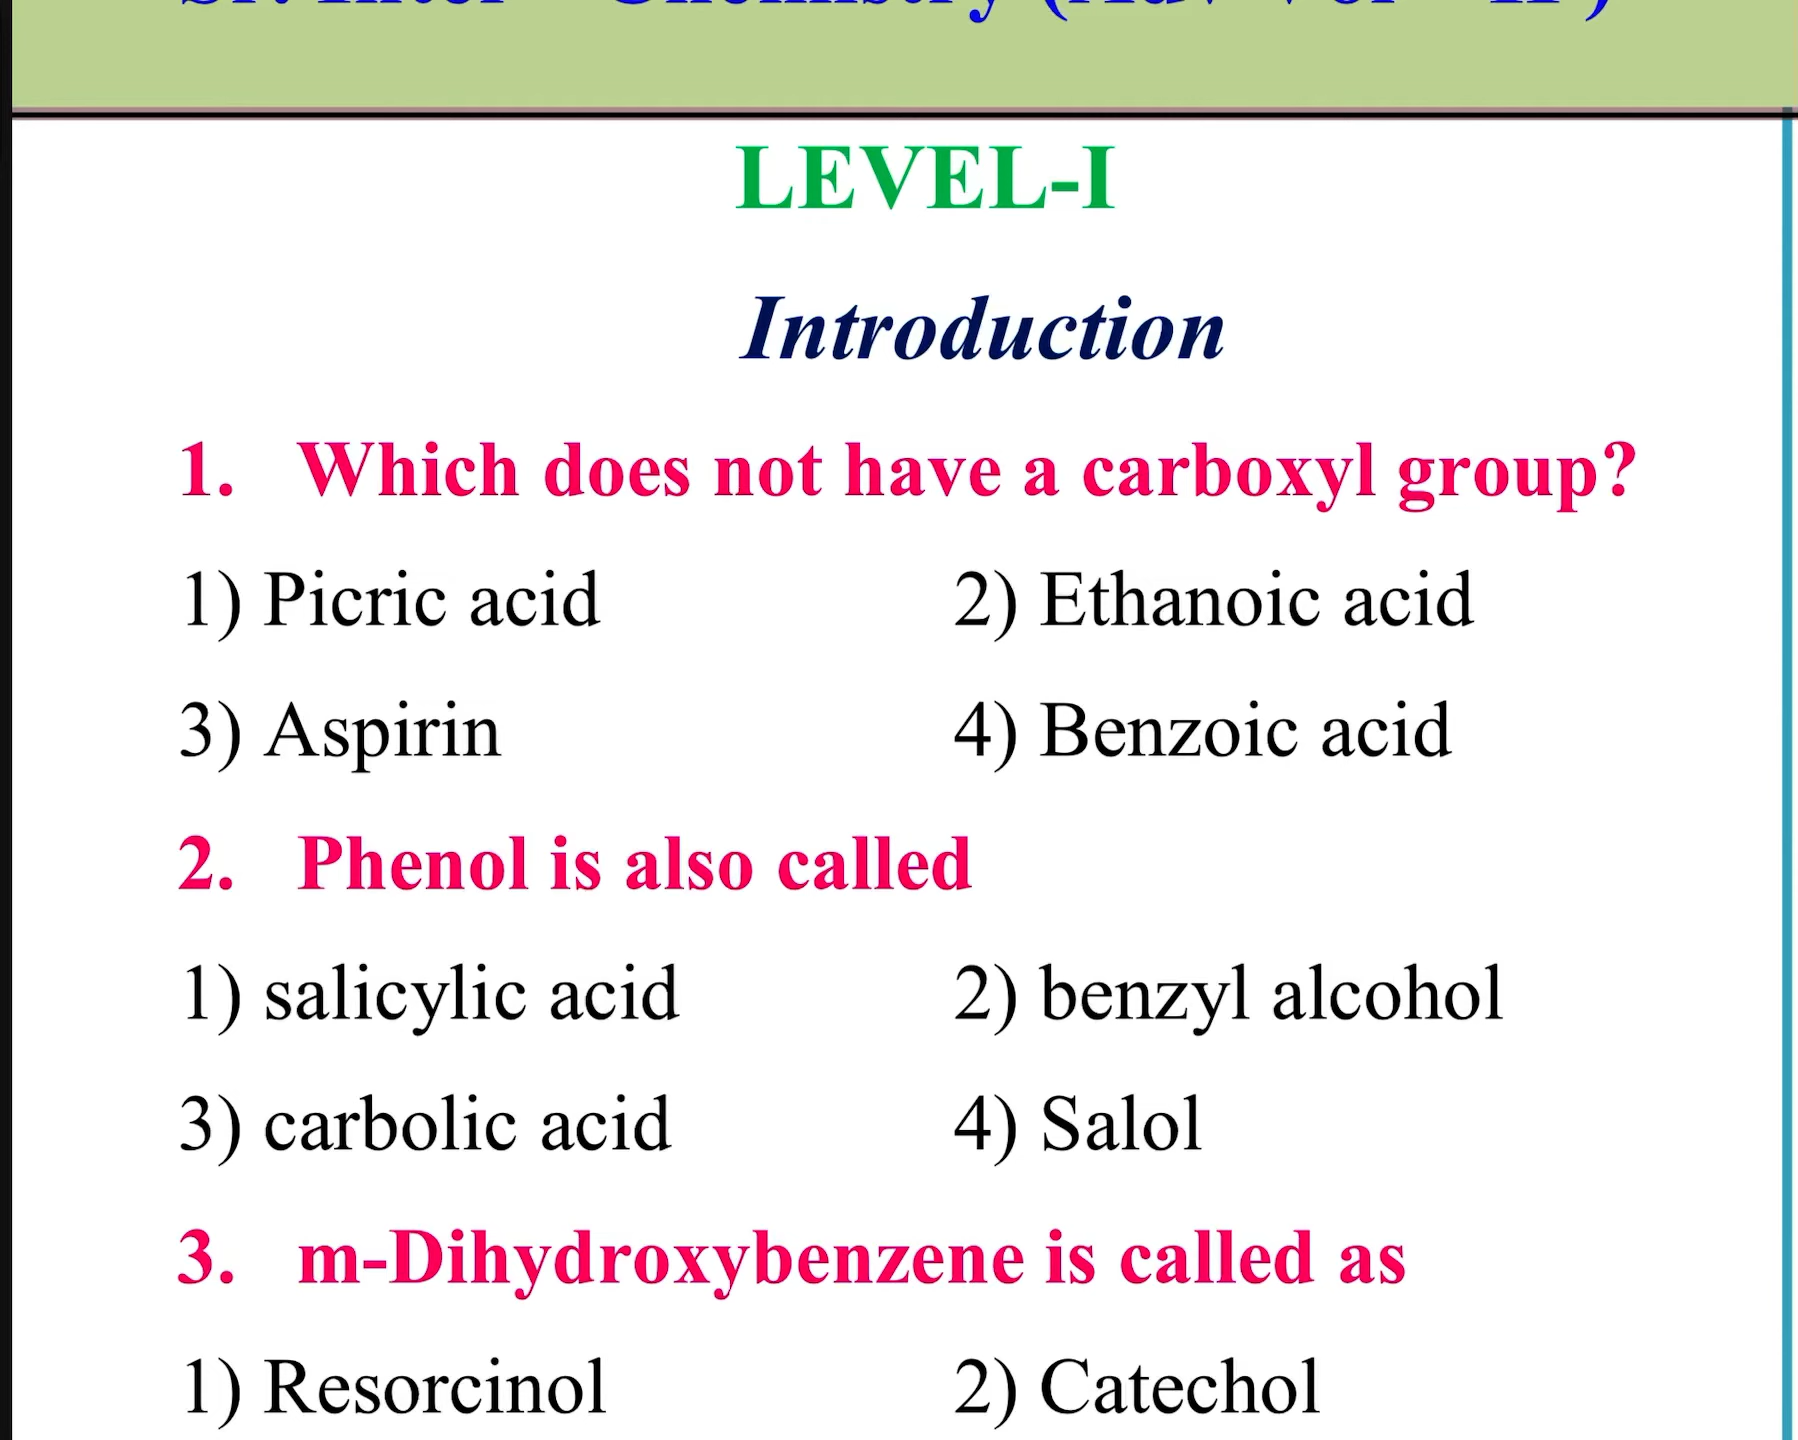 LEVEL-I
Introduction
1. Which does not have a carboxyl group?
1) Picric acid 2) Ethanoic acid
3) Aspirin 4) Benzoic acid
2. Phenol is also called
1) salicylic acid 2) benzyl alcohol
3) carbolic acid 4) Salol
3. m-Dihydroxybenzene is called as
1) Resorcinol 2) Catechol